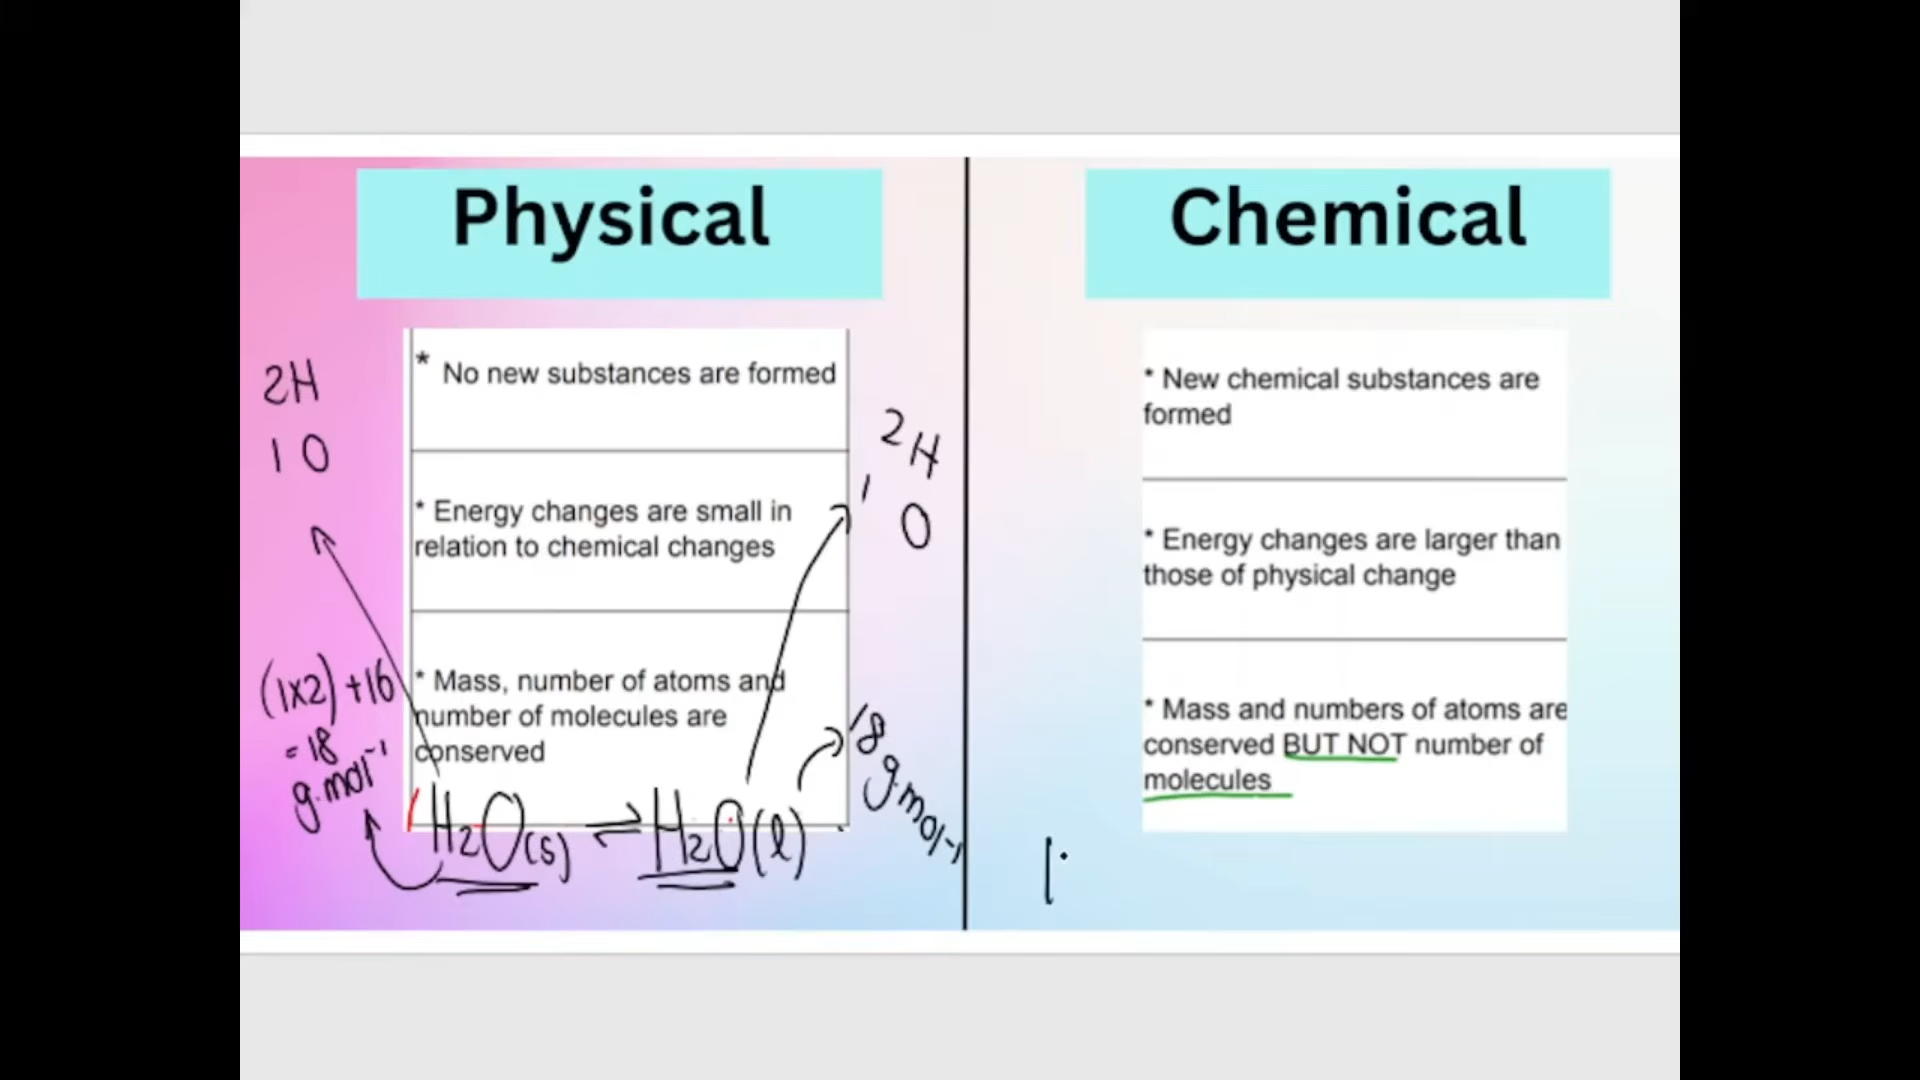 Physical
* No new substances are formed
* Energy changes are small in
relation to chemical changes
* Mass, number of atoms and
number of molecules are
conserved
2H
1 O
(1x2) +16
= 18
g.mol-1
H2O(s) ⇌ H2O(l)
2H
1 O
18
g.mol-1
Chemical
* New chemical substances are
formed
* Energy changes are larger than
those of physical change
* Mass and numbers of atoms are
conserved BUT NOT number of
molecules